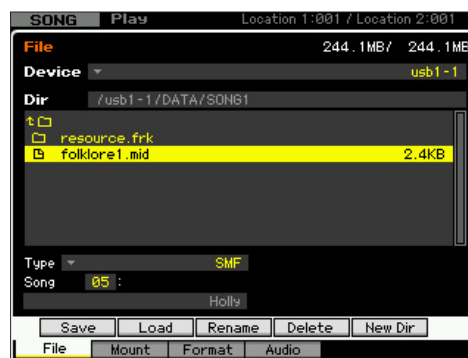 SONG Play Location 1:001 / Location 2:001
File 244.1MB/ 244.1MB
Device usb1-1
Dir /usb1-1/DATA/SONG1
resource.frk
folklore1.mid 2.4KB
Type SMF
Song 05 :
Holly
Save Load Rename Delete New Dir
File Mount Format Audio